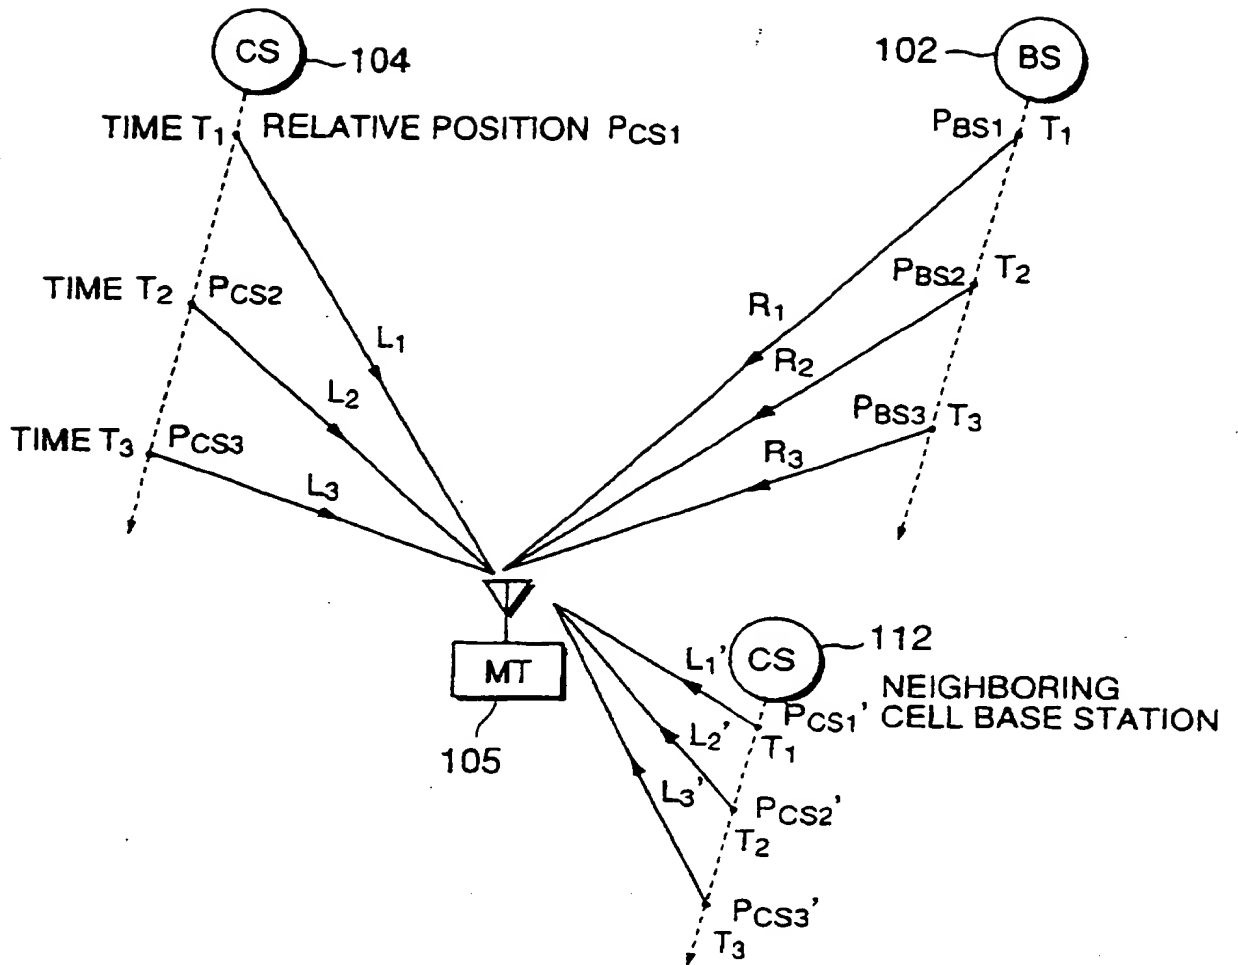 CS
104
102
BS
TIME T1 RELATIVE POSITION PCS1
PBS1 T1
TIME T2 PCS2
PBS2 T2
R1
L1
R2
L2
PBS3 T3
TIME T3 PCS3
R3
L3
CS
112
MT
L1'
NEIGHBORING
CELL BASE STATION
PCS1'
L2'
T1
105
L3'
PCS2'
T2
PCS3'
T3